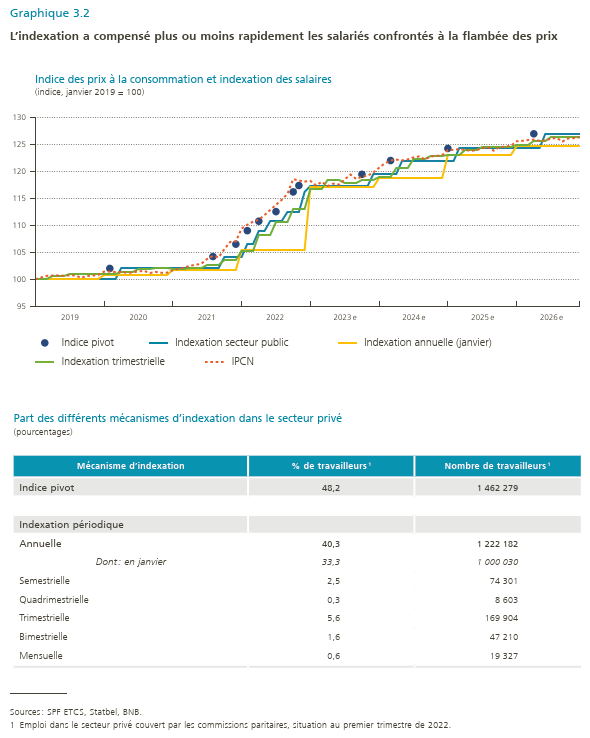 Graphique 3.2
L’indexation a compensé plus ou moins rapidement les salariés confrontés à la flambée des prix
Indice des prix à la consommation et indexation des salaires
(indice, janvier 2019 = 100)
130
125
120
115
110
105
100
95
2019 2020 2021 2022 2023 e 2024 e 2025 e 2026 e
Indice pivot Indexation secteur public Indexation annuelle (janvier)
Indexation trimestrielle IPCN
Part des différents mécanismes d’indexation dans le secteur privé
(pourcentages)
Mécanisme d’indexation % de travailleurs 1 Nombre de travailleurs 1
Indice pivot 48,2 1 462 279
Indexation périodique
Annuelle 40,3 1 222 182
Dont : en janvier 33,3 1 000 030
Semestrielle 2,5 74 301
Quadrimestrielle 0,3 8 603
Trimestrielle 5,6 169 904
Bimestrielle 1,6 47 210
Mensuelle 0,6 19 327
Sources : SPF ETCS, Statbel, BNB.
1 Emploi dans le secteur privé couvert par les commissions paritaires, situation au premier trimestre de 2022.